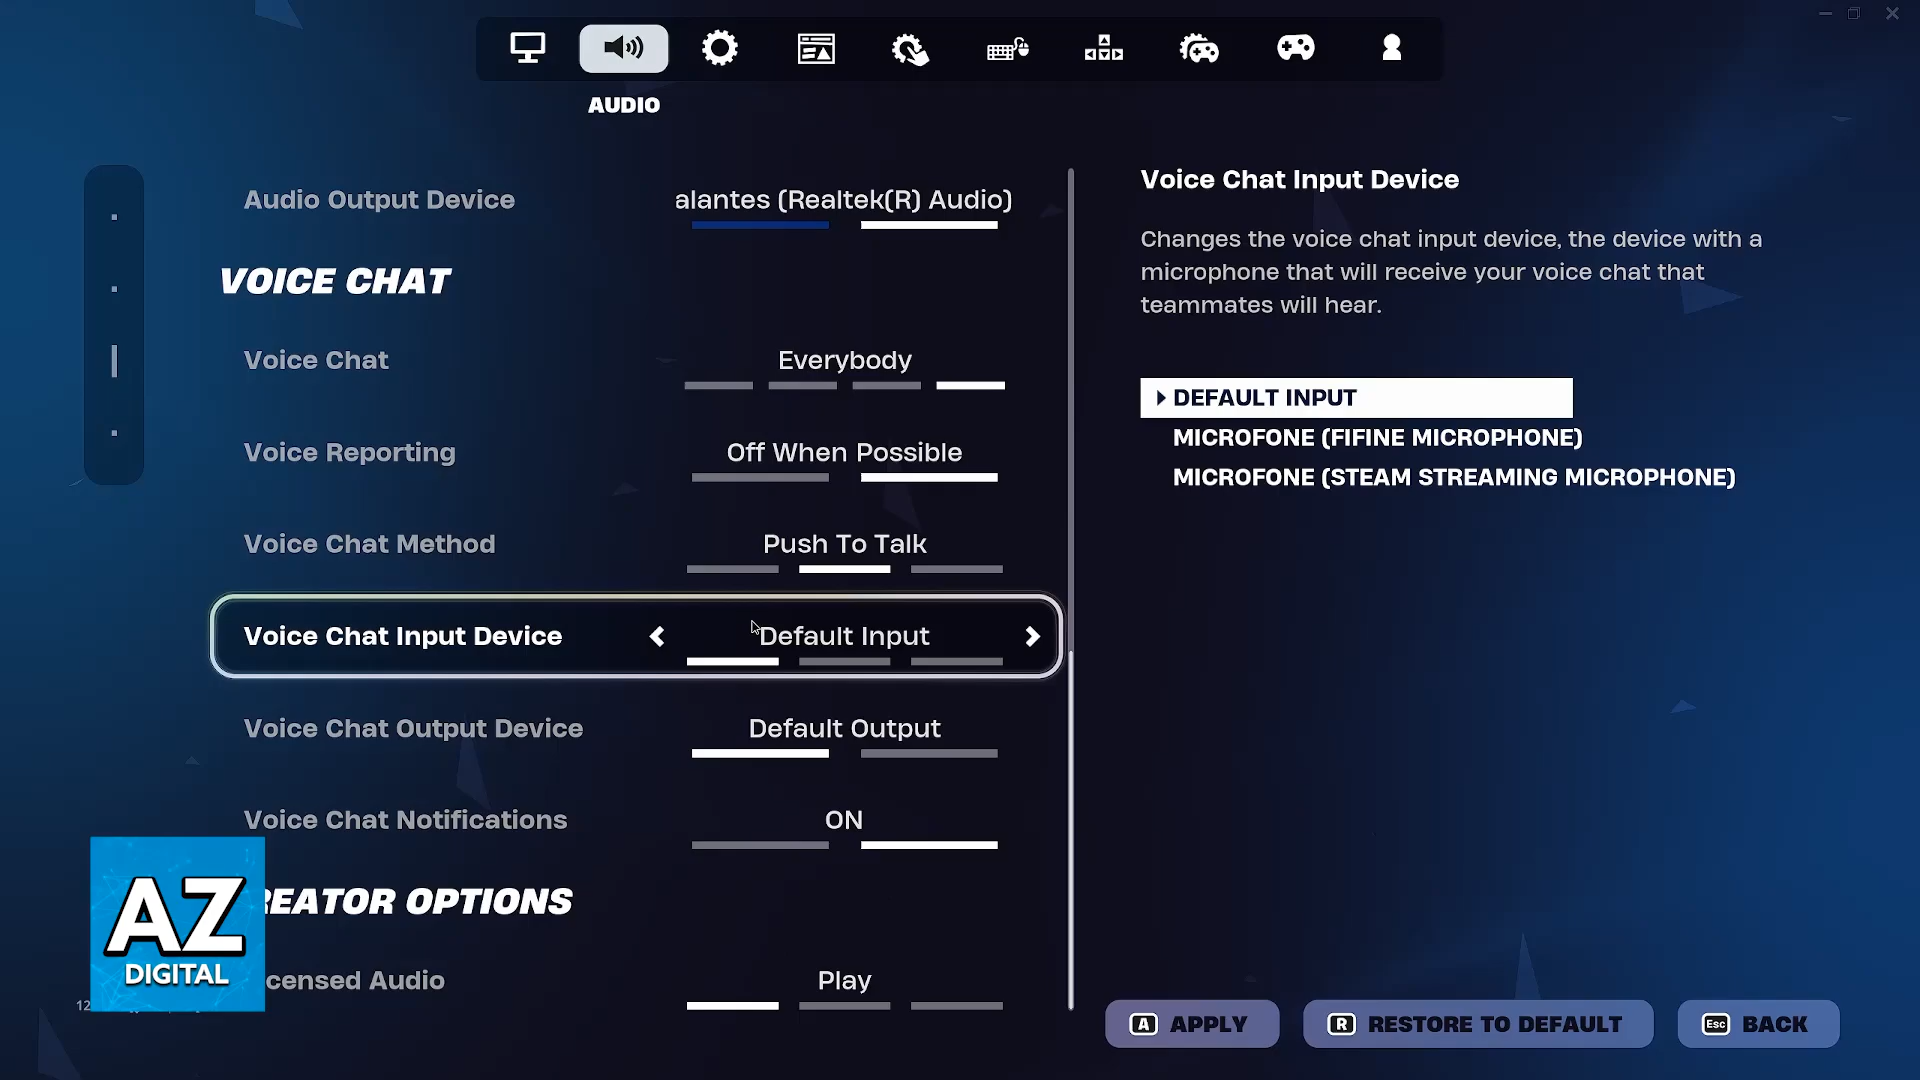 AUDIO
Audio Output Device
alantes (Realtek(R) Audio)
VOICE CHAT
Voice Chat
Everybody
Voice Reporting
Off When Possible
Voice Chat Method
Push To Talk
Voice Chat Input Device
Default Input
Voice Chat Output Device
Default Output
Voice Chat Notifications
ON
REATOR OPTIONS
censed Audio
Play
Voice Chat Input Device
Changes the voice chat input device, the device with a
microphone that will receive your voice chat that
teammates will hear.
DEFAULT INPUT
MICROFONE (FIFINE MICROPHONE)
MICROFONE (STEAM STREAMING MICROPHONE)
AZ
DIGITAL
12
A APPLY
R RESTORE TO DEFAULT
Esc BACK